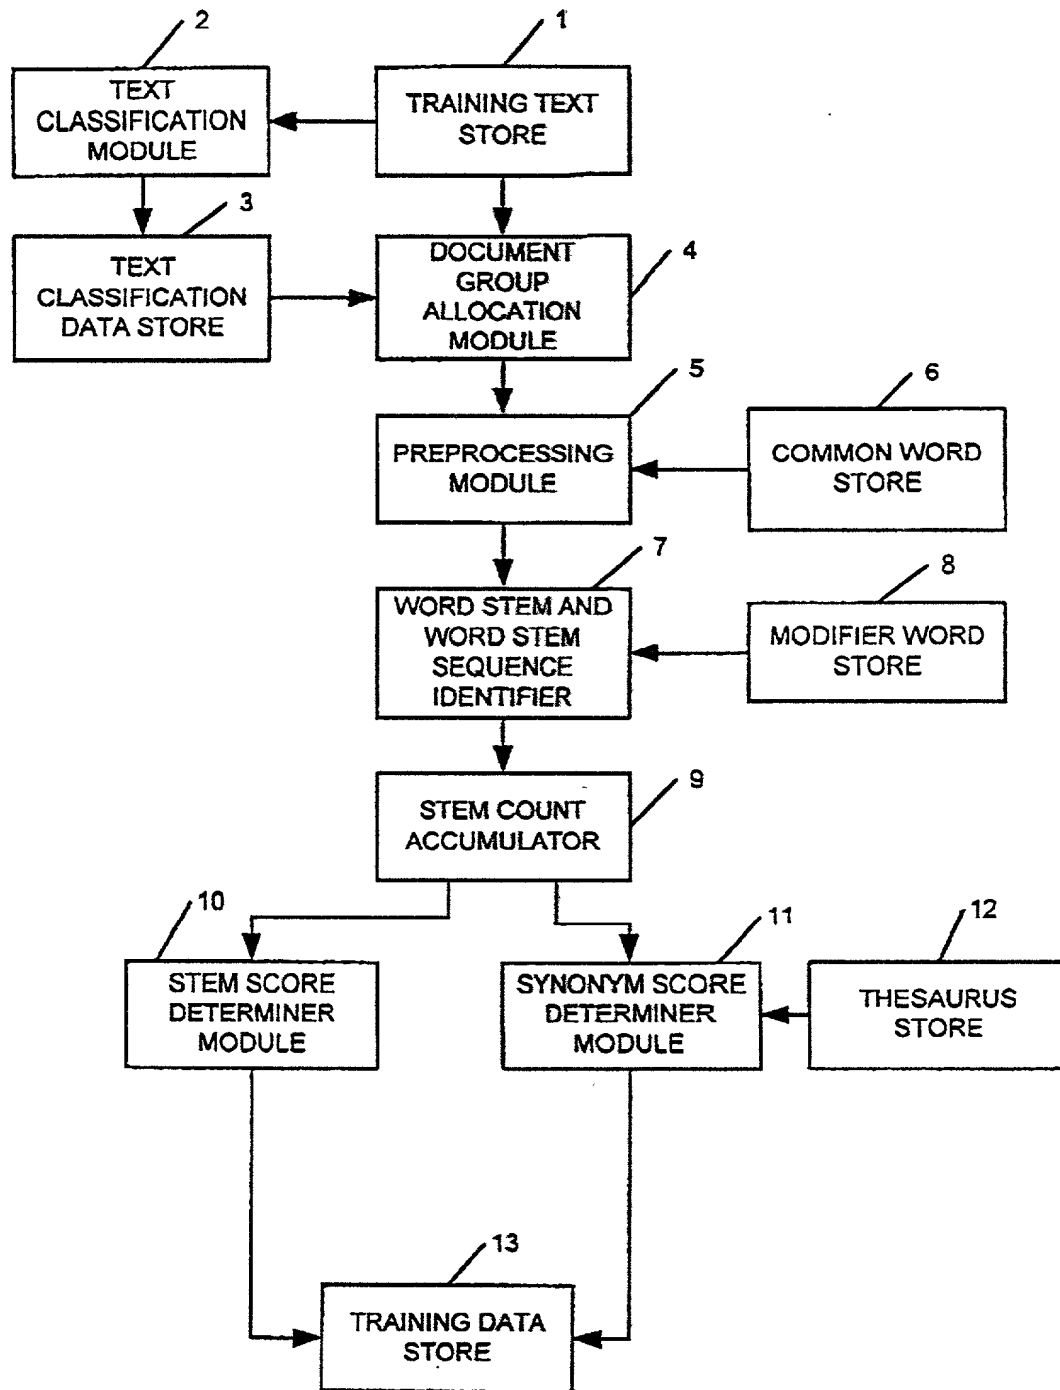 2
1
TEXT
CLASSIFICATION
MODULE
TRAINING TEXT
STORE
3
TEXT
CLASSIFICATION
DATA STORE
DOCUMENT
GROUP
ALLOCATION
MODULE
4
5
PREPROCESSING
MODULE
6
COMMON WORD
STORE
7
WORD STEM AND
WORD STEM
SEQUENCE
IDENTIFIER
8
MODIFIER WORD
STORE
STEM COUNT
ACCUMULATOR
9
10
STEM SCORE
DETERMINER
MODULE
11
SYNONYM SCORE
DETERMINER
MODULE
12
THESAURUS
STORE
13
TRAINING DATA
STORE